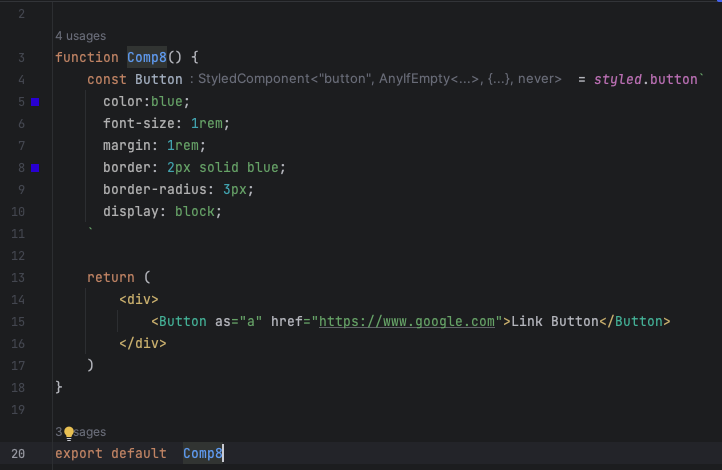 2
4 usages
3 function Comp8() {
4 const Button : StyledComponent<"button", AnyIfEmpty<...>, {...}, never> = styled.button`
5 color:blue;
6 font-size: 1rem;
7 margin: 1rem;
8 border: 2px solid blue;
9 border-radius: 3px;
10 display: block;
11 `
12
13 return (
14 <div>
15 <Button as="a" href="https://www.google.com">Link Button</Button>
16 </div>
17 )
18 }
19
3 usages
20 export default  Comp8